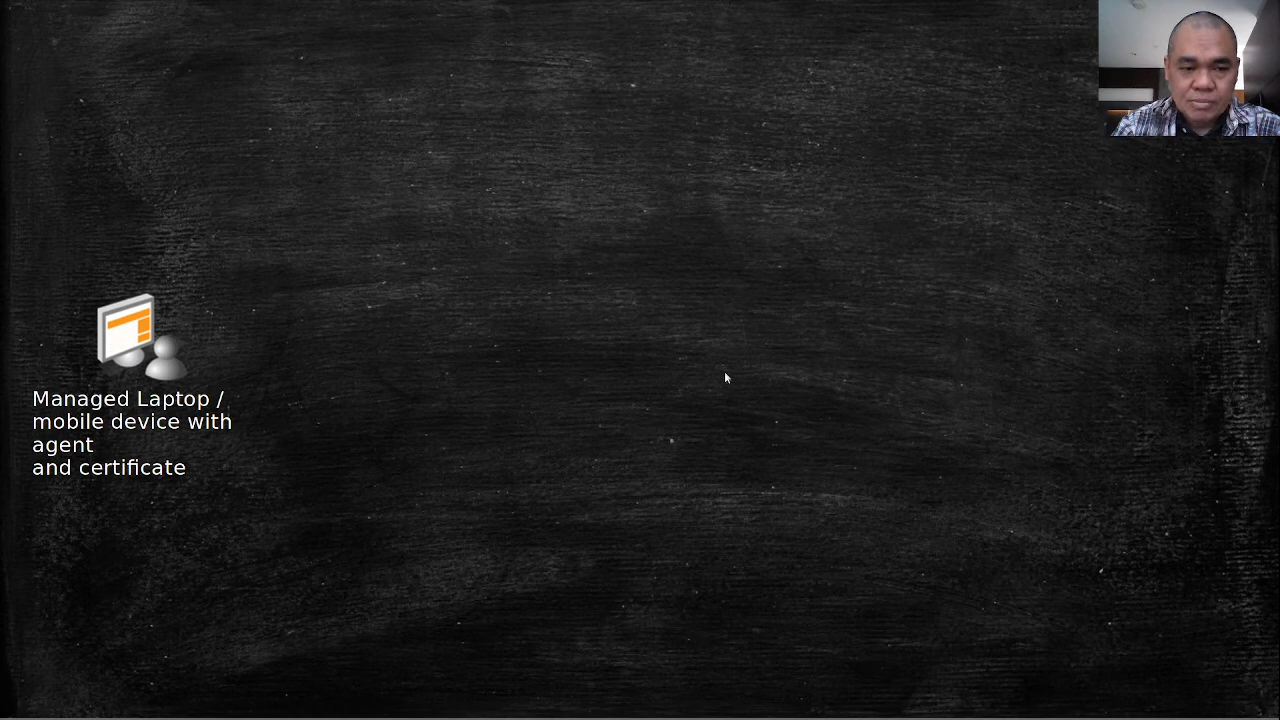 Managed Laptop /
mobile device with
agent
and certificate